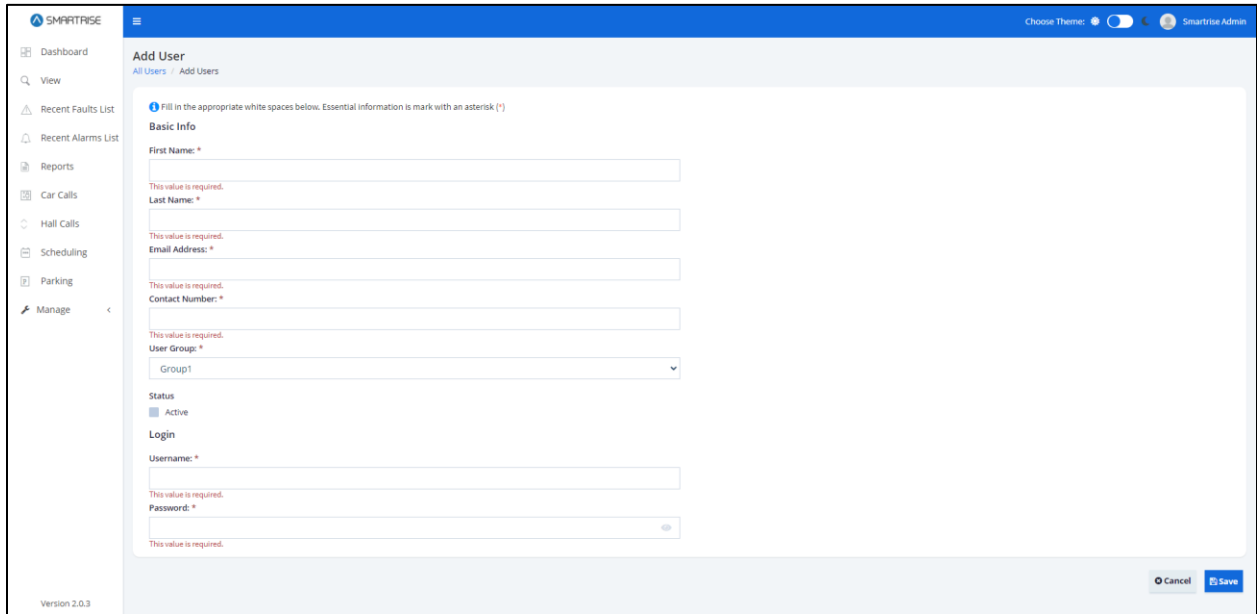 SMARTRISE
Choose Theme:
Smartrise Admin
Dashboard
View
Recent Faults List
Recent Alarms List
Reports
Car Calls
Hall Calls
Scheduling
Parking
Manage
Version 2.0.3
Add User
All Users / Add Users
Fill in the appropriate white spaces below. Essential information is mark with an asterisk (*)
Basic Info
First Name: *
This value is required.
Last Name: *
This value is required.
Email Address: *
This value is required.
Contact Number: *
This value is required.
User Group: *
Group1
Status
Active
Login
Username: *
This value is required.
Password: *
This value is required.
Cancel
Save